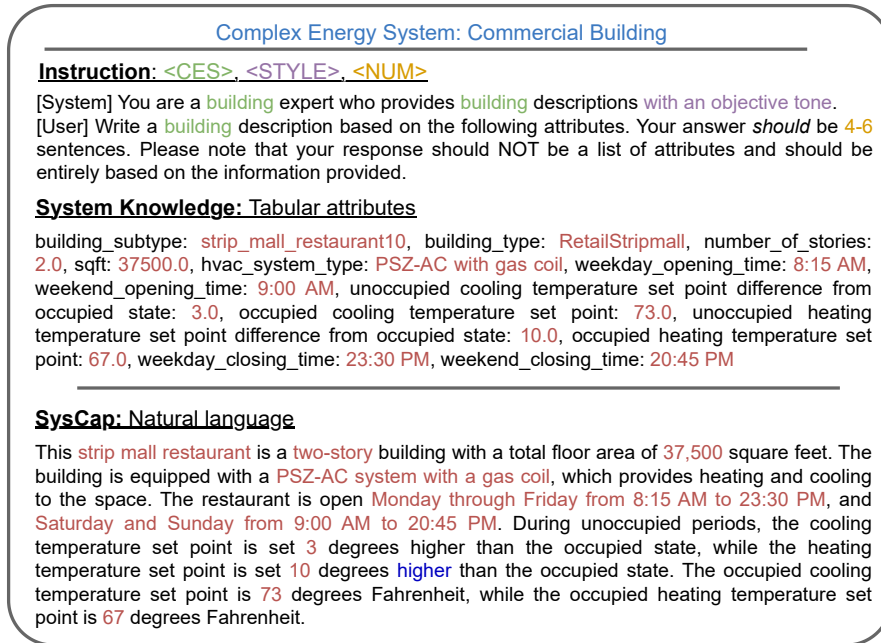 Complex Energy System: Commercial Building
Instruction: <CES>, <STYLE>, <NUM>
[System] You are a building expert who provides building descriptions with an objective tone.
[User] Write a building description based on the following attributes. Your answer should be 4-6
sentences. Please note that your response should NOT be a list of attributes and should be
entirely based on the information provided.
System Knowledge: Tabular attributes
building_subtype: strip_mall_restaurant10, building_type: RetailStripmall, number_of_stories:
2.0, sqft: 37500.0, hvac_system_type: PSZ-AC with gas coil, weekday_opening_time: 8:15 AM,
weekend_opening_time: 9:00 AM, unoccupied cooling temperature set point difference from
occupied state: 3.0, occupied cooling temperature set point: 73.0, unoccupied heating
temperature set point difference from occupied state: 10.0, occupied heating temperature set
point: 67.0, weekday_closing_time: 23:30 PM, weekend_closing_time: 20:45 PM
SysCap: Natural language
This strip mall restaurant is a two-story building with a total floor area of 37,500 square feet. The
building is equipped with a PSZ-AC system with a gas coil, which provides heating and cooling
to the space. The restaurant is open Monday through Friday from 8:15 AM to 23:30 PM, and
Saturday and Sunday from 9:00 AM to 20:45 PM. During unoccupied periods, the cooling
temperature set point is set 3 degrees higher than the occupied state, while the heating
temperature set point is set 10 degrees higher than the occupied state. The occupied cooling
temperature set point is 73 degrees Fahrenheit, while the occupied heating temperature set
point is 67 degrees Fahrenheit.